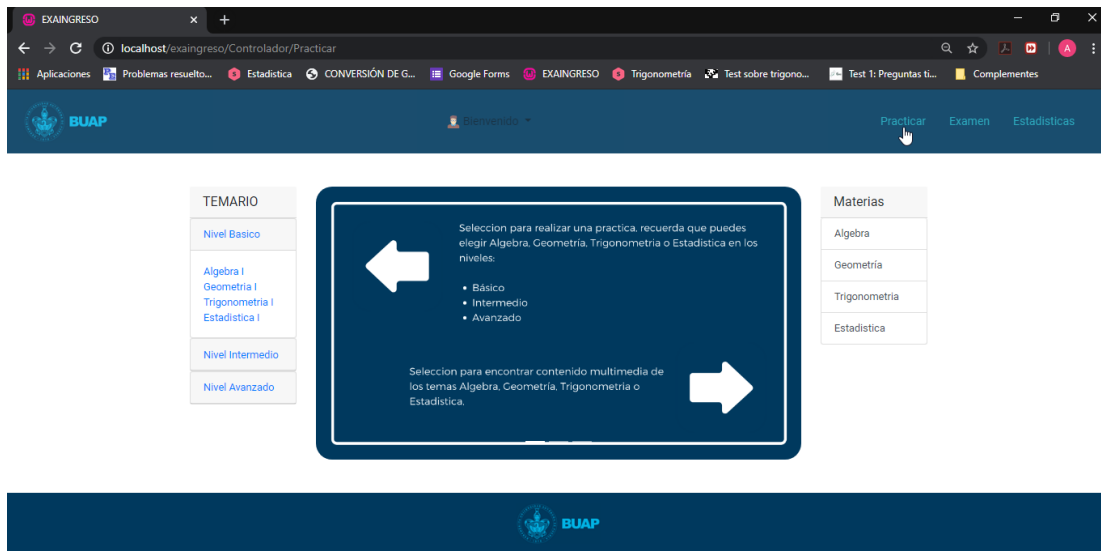 EXAINGRESO
localhost/exaingreso/Controlador/Practicar
Aplicaciones Problemas resuelto... Estadistica CONVERSIÓN DE G... Google Forms EXAINGRESO Trigonometría Test sobre trigono... Test 1: Preguntas ti... Complementes
A
BUAP Bienvenido Practicar Examen Estadisticas
TEMARIO
Nivel Basico
Algebra I
Geometria I
Trigonometria I
Estadistica I
Nivel Intermedio
Nivel Avanzado
Seleccion para realizar una practica, recuerda que puedes
elegir Algebra, Geometría, Trigonometria o Estadistica en los
niveles:
• Básico
• Intermedio
• Avanzado
Seleccion para encontrar contenido multimedia de
los temas Algebra, Geometría, Trigonometria o
Estadistica.
Materias
Algebra
Geometría
Trigonometria
Estadistica
BUAP